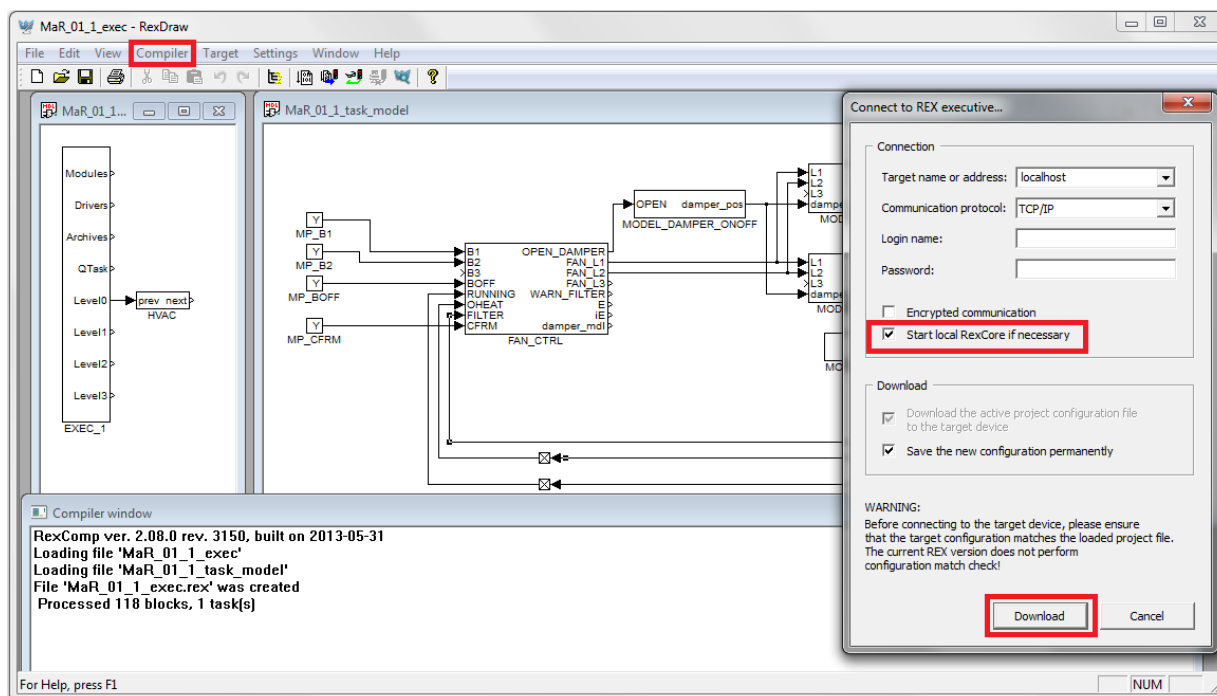 MaR_01_1_exec - RexDraw
File Edit View Compiler Target Settings Window Help
MaR_01_1...
Modules
Drivers
Archives
QTask
Level0
Level1
Level2
Level3
EXEC_1
prev next
HVAC
MaR_01_1_task_model
Y
MP_B1
Y
MP_B2
Y
MP_BOFF
Y
MP_CFRM
B1 OPEN_DAMPER
B2 FAN_L1
B3 FAN_L2
BOFF FAN_L3
RUNNING WARN_FILTER
OHEAT E
FILTER iE
CFRM damper_mdl
FAN_CTRL
OPEN damper_pos
MODEL_DAMPER_ONOFF
L1
L2
L3
dampe
MOD
L1
L2
L3
dampe
MOD
MO
Compiler window
RexComp ver. 2.08.0 rev. 3150, built on 2013-05-31
Loading file 'MaR_01_1_exec'
Loading file 'MaR_01_1_task_model'
File 'MaR_01_1_exec.rex' was created
Processed 118 blocks, 1 task(s)
Connect to REX executive...
Connection
Target name or address: localhost
Communication protocol: TCP/IP
Login name:
Password:
Encrypted communication
Start local RexCore if necessary
Download
Download the active project configuration file
to the target device
Save the new configuration permanently
WARNING:
Before connecting to the target device, please ensure
that the target configuration matches the loaded project file.
The current REX version does not perform
configuration match check!
Download Cancel
For Help, press F1
NUM